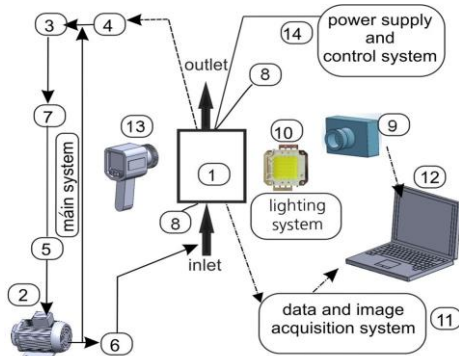 3
4
14
power supply
and
control system
outlet
8
7
13
10
9
máin system
1
12
lighting
system
8
5
2
inlet
6
data and image
acquisition system
11